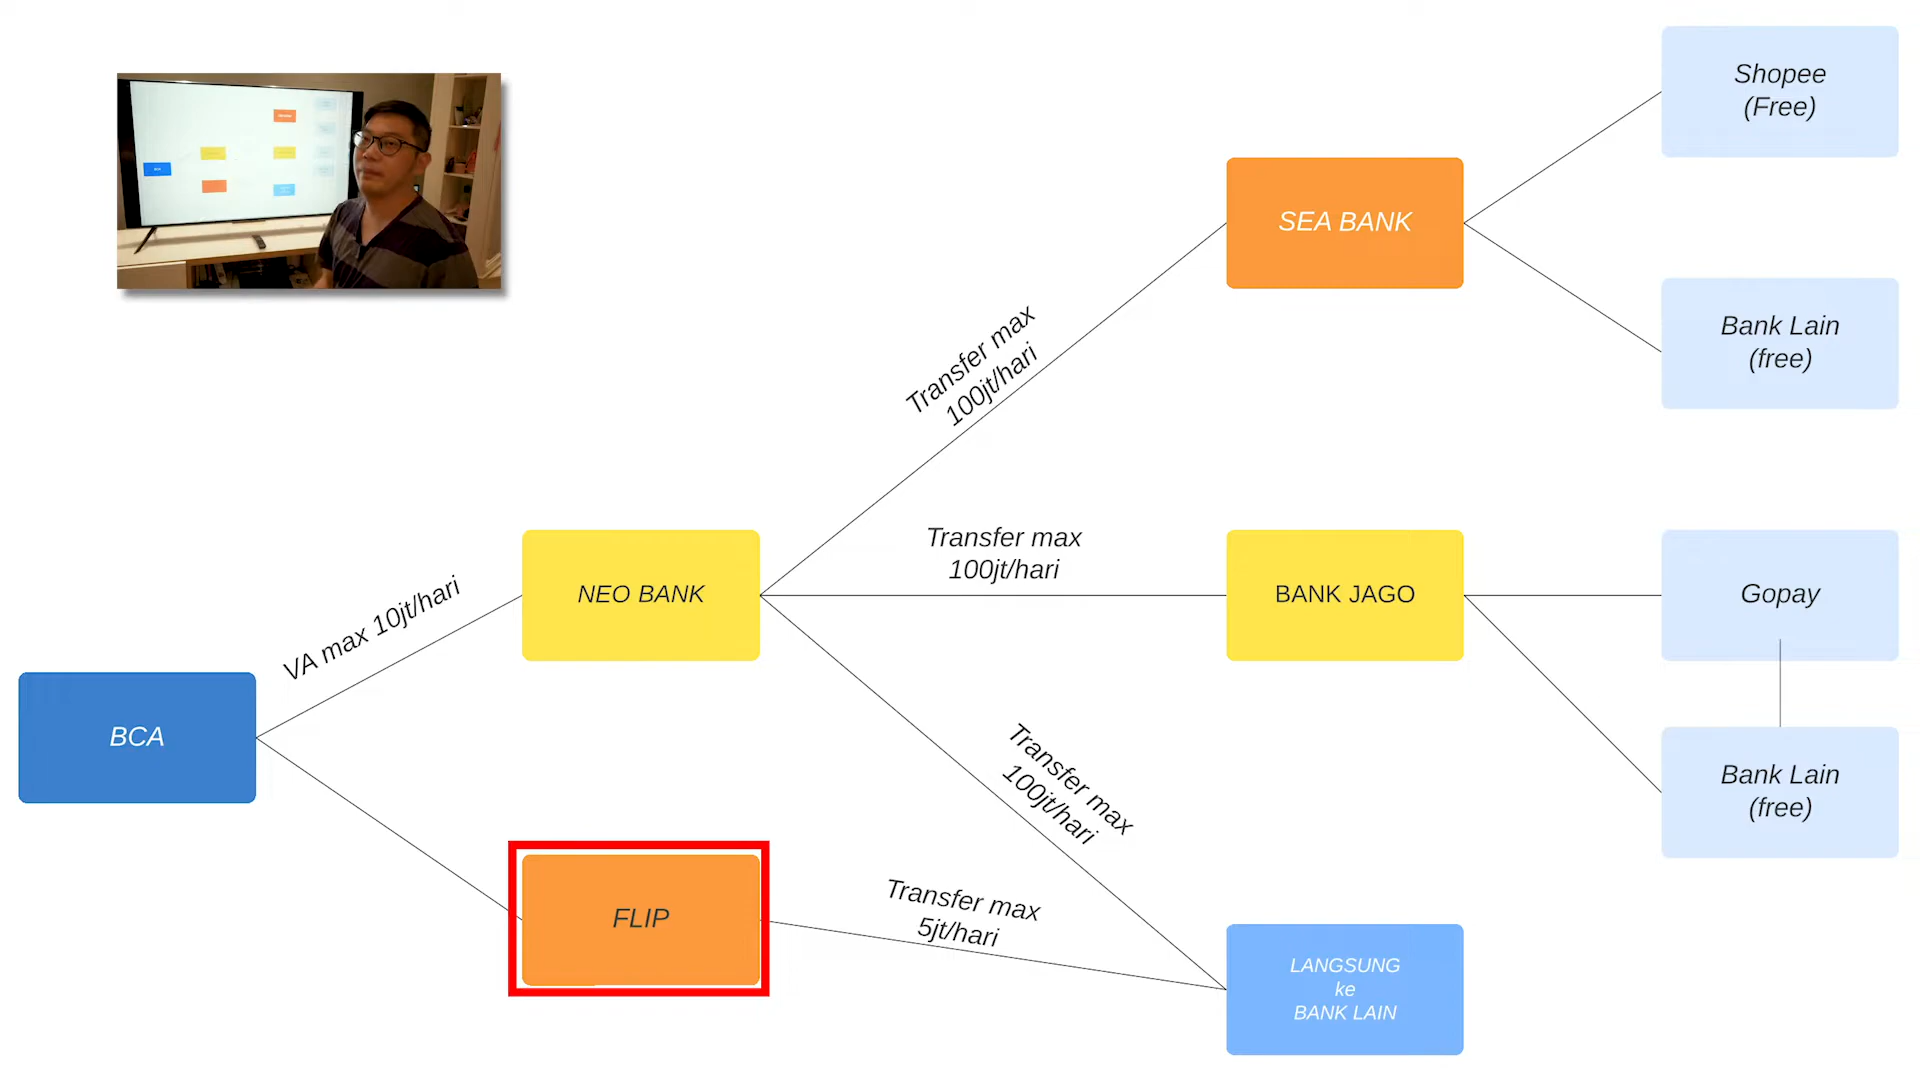 Shopee
(Free)
SEA BANK
Bank Lain
(free)
Transfer max
100jt/hari
Transfer max
100jt/hari
NEO BANK
BANK JAGO
Gopay
VA max 10jt/hari
BCA
Transfer max
100jt/hari
Bank Lain
(free)
FLIP
Transfer max
5jt/hari
LANGSUNG
ke
BANK LAIN